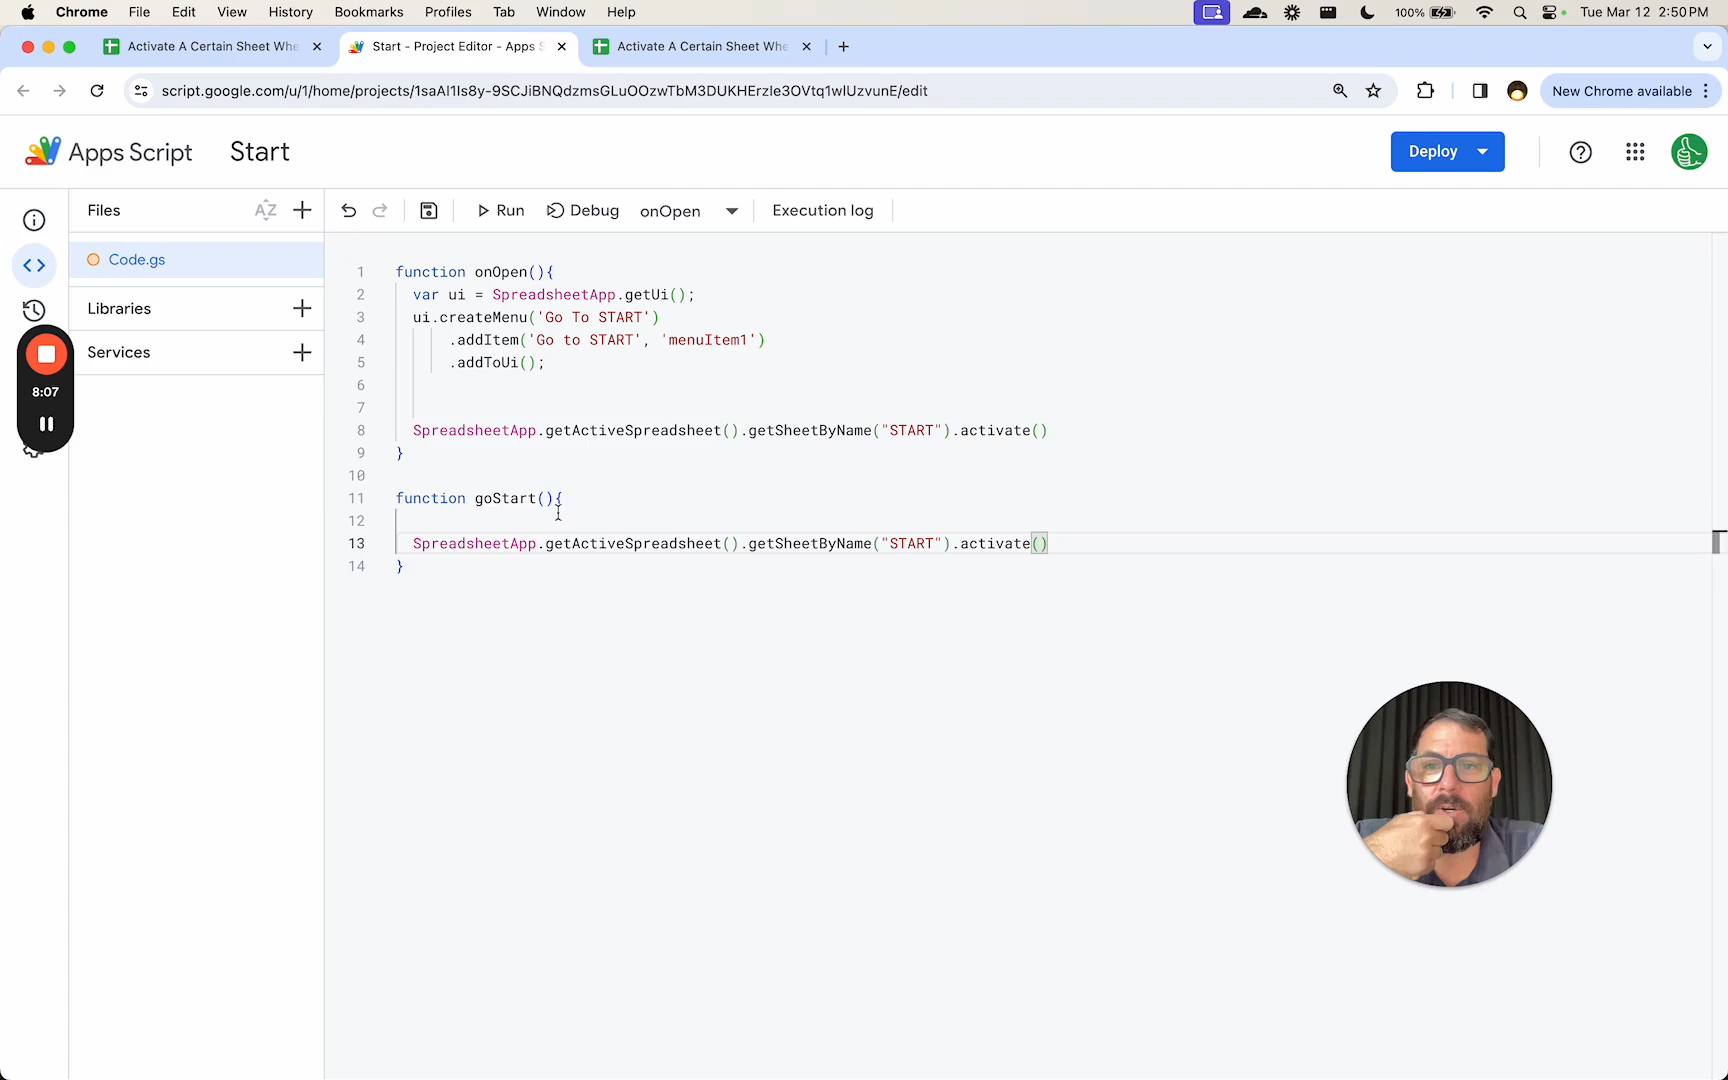 Chrome File Edit View History Bookmarks Profiles Tab Window Help 100% Tue Mar 12 2:50 PM
Activate A Certain Sheet Whe Start - Project Editor - Apps S Activate A Certain Sheet Whe
script.google.com/u/1/home/projects/1saAI1Is8y-9SCJiBNQdzmsGLuOOzwTbM3DUKHErzIe3OVtq1wIUzvunE/edit New Chrome available
Apps Script Start Deploy
Files AZ Run Debug onOpen Execution log
Code.gs
Libraries
Services
8:07
1 function onOpen(){
2 var ui = SpreadsheetApp.getUi();
3 ui.createMenu('Go To START')
4 .addItem('Go to START', 'menuItem1')
5 .addToUi();
6
7
8 SpreadsheetApp.getActiveSpreadsheet().getSheetByName("START").activate()
9 }
10
11 function goStart(){
12
13 SpreadsheetApp.getActiveSpreadsheet().getSheetByName("START").activate()
14 }